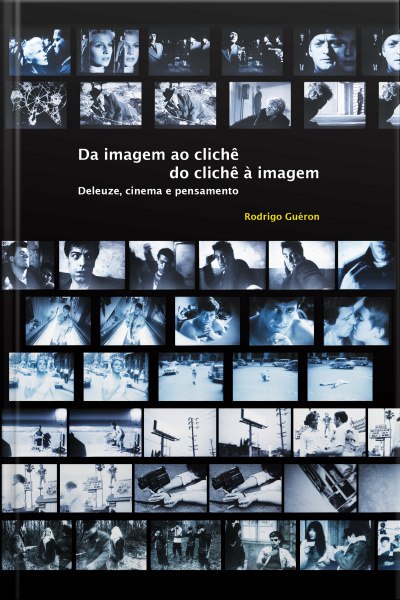 Da imagem ao clichê
do clichê à imagem
Deleuze, cinema e pensamento
Rodrigo Guéron